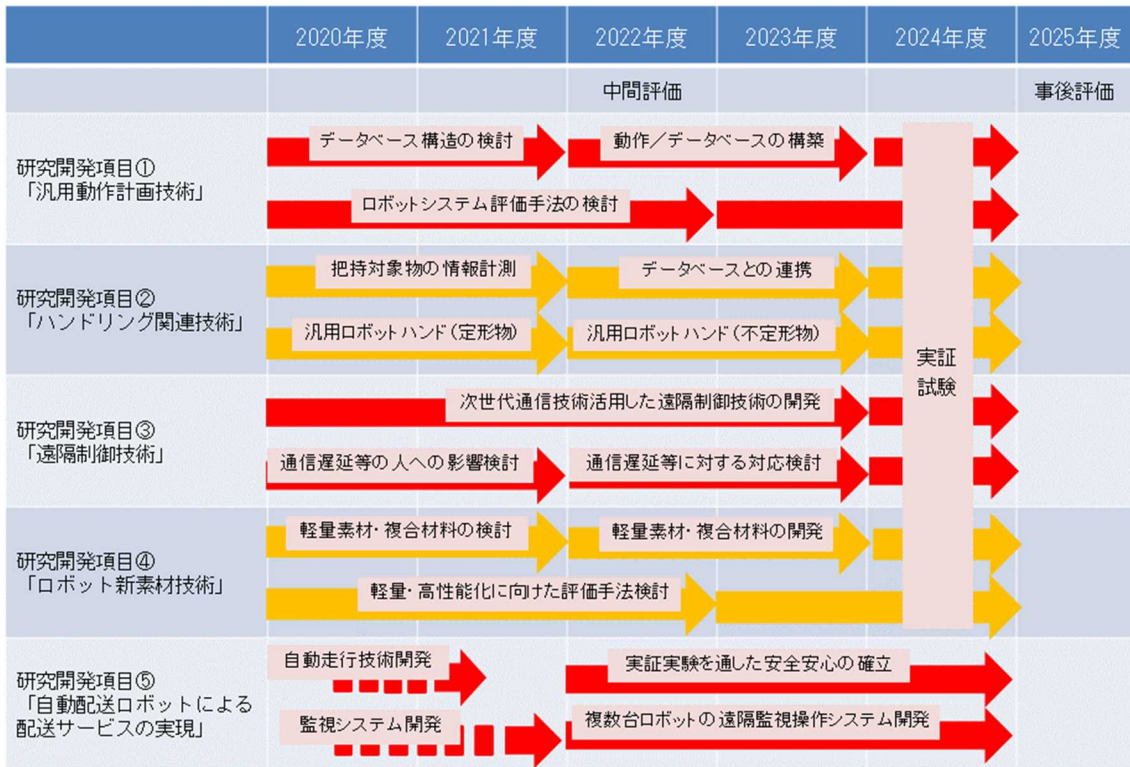 2020年度
2021年度
2022年度
2023年度
2024年度
2025年度
中間評価
事後評価
研究開発項目①
「汎用動作計画技術」
データベース構造の検討
動作／データベースの構築
ロボットシステム評価手法の検討
研究開発項目②
「ハンドリング関連技術」
把持対象物の情報計測
データベースとの連携
汎用ロボットハンド（定形物）
汎用ロボットハンド（不定形物）
実証
試験
研究開発項目③
「遠隔制御技術」
次世代通信技術活用した遠隔制御技術の開発
通信遅延等の人への影響検討
通信遅延等に対する対応検討
研究開発項目④
「ロボット新素材技術」
軽量素材・複合材料の検討
軽量素材・複合材料の開発
軽量・高性能化に向けた評価手法検討
研究開発項目⑤
「自動配送ロボットによる
配送サービスの実現」
自動走行技術開発
実証実験を通した安全安心の確立
監視システム開発
複数台ロボットの遠隔監視操作システム開発